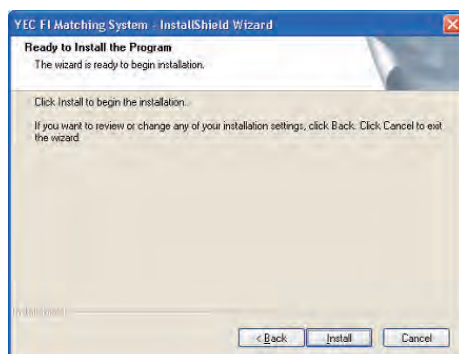 YEC FI Matching System - InstallShield Wizard
Ready to Install the Program
The wizard is ready to begin installation.
Click Install to begin the installation.
If you want to review or change any of your installation settings, click Back. Click Cancel to exit
the wizard.
InstallShield
< Back
Install
Cancel